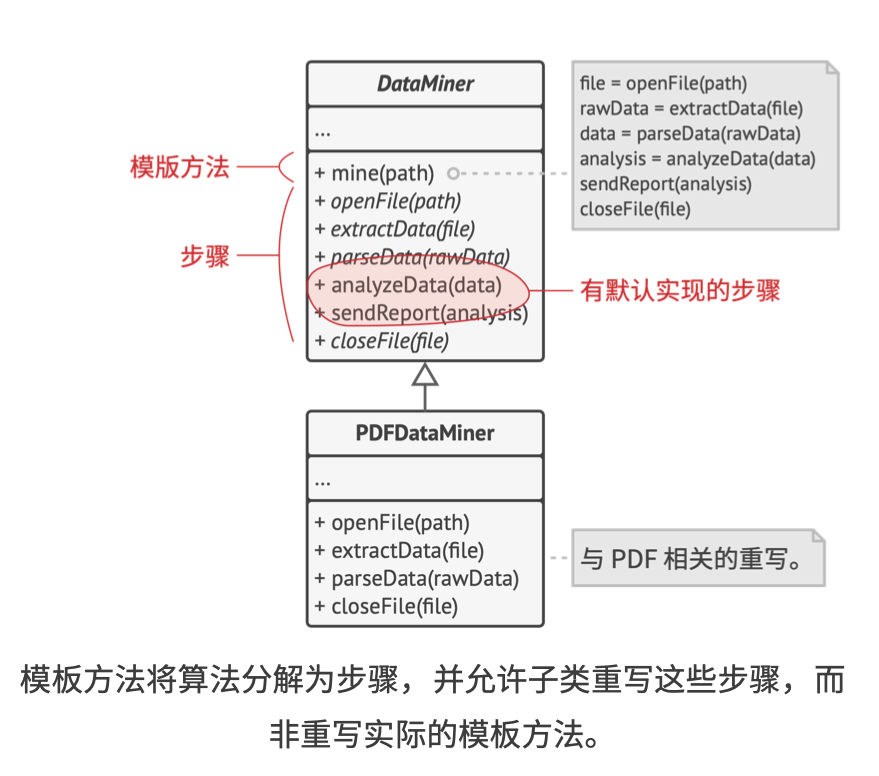 DataMiner
...
模版方法
+ mine(path)
步骤
+ openFile(path)
+ extractData(file)
+ parseData(rawData)
+ analyzeData(data)
+ sendReport(analysis)
+ closeFile(file)
有默认实现的步骤
file = openFile(path)
rawData = extractData(file)
data = parseData(rawData)
analysis = analyzeData(data)
sendReport(analysis)
closeFile(file)
PDFDataMiner
...
+ openFile(path)
+ extractData(file)
+ parseData(rawData)
+ closeFile(file)
与 PDF 相关的重写。
模板方法将算法分解为步骤，并允许子类重写这些步骤，而
非重写实际的模板方法。